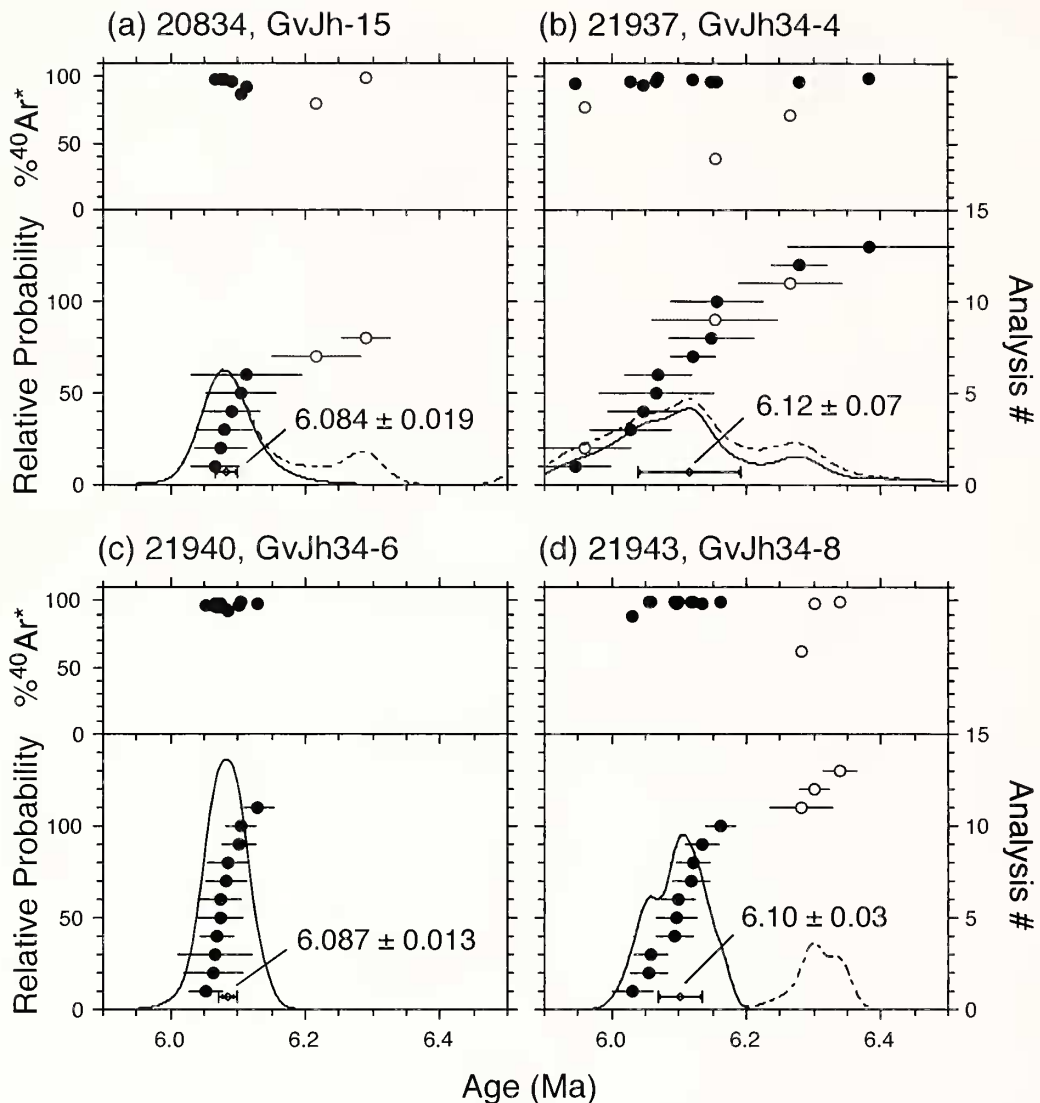 (a) 20834, GvJh-15
(b) 21937, GvJh34-4
%⁴⁰Ar*
100
50
0
Relative Probability
100
50
0
6.084 ± 0.019
6.12 ± 0.07
15
10
5
0
Analysis #
(c) 21940, GvJh34-6
(d) 21943, GvJh34-8
%⁴⁰Ar*
100
50
0
Relative Probability
100
50
0
6.087 ± 0.013
6.10 ± 0.03
15
10
5
0
Analysis #
6.0 6.2 6.4
6.0 6.2 6.4
Age (Ma)